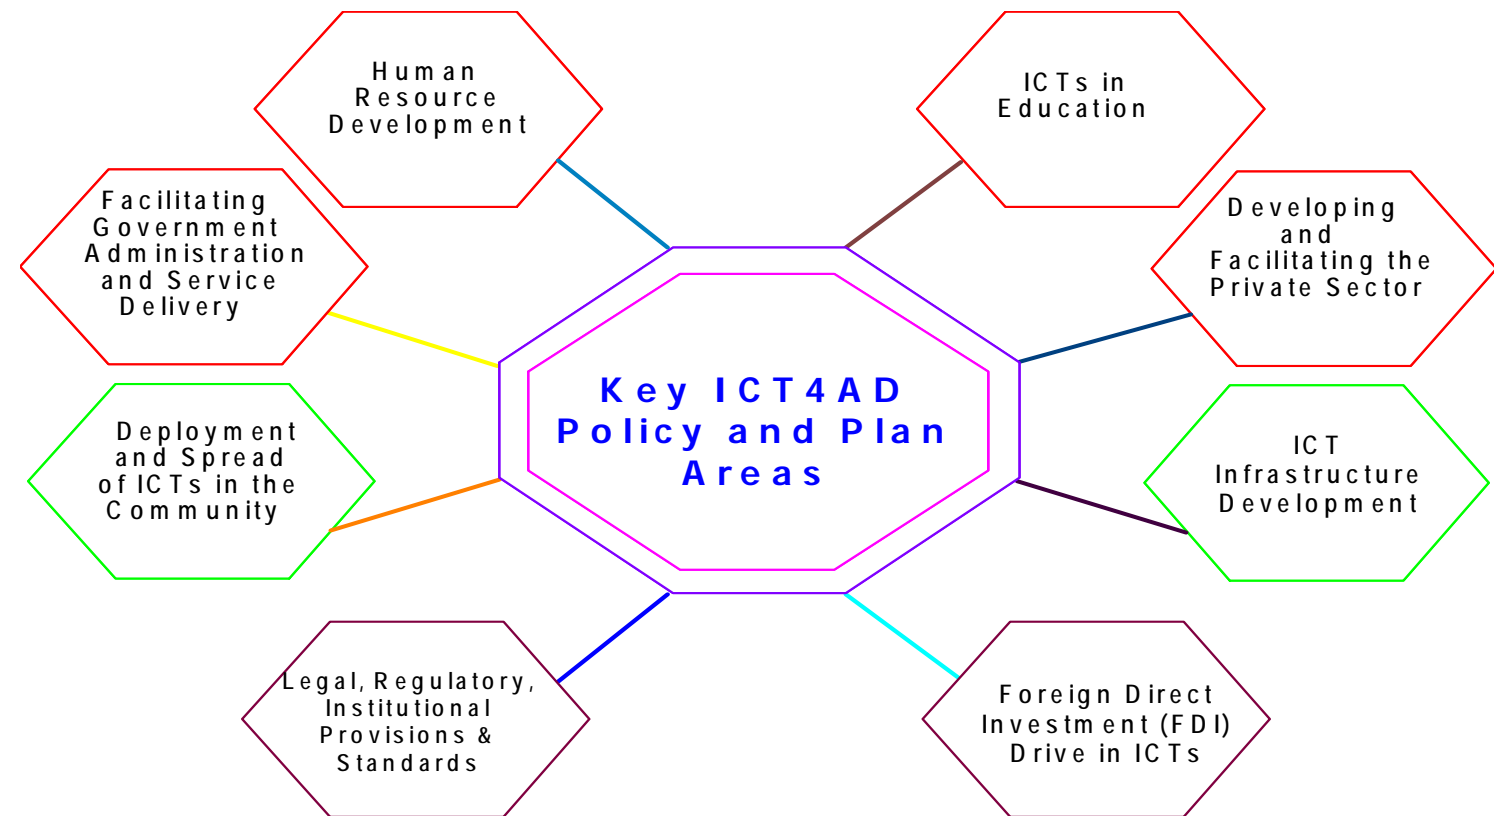 Human
Resource
Development
ICTs in
Education
Facilitating
Government
Administration
and Service
Delivery
Developing
and
Facilitating the
Private Sector
Key ICT4AD
Policy and Plan
Areas
Deployment
and Spread
of ICTs in the
Community
ICT
Infrastructure
Development
Legal, Regulatory,
Institutional
Provisions &
Standards
Foreign Direct
Investment (FDI)
Drive in ICTs